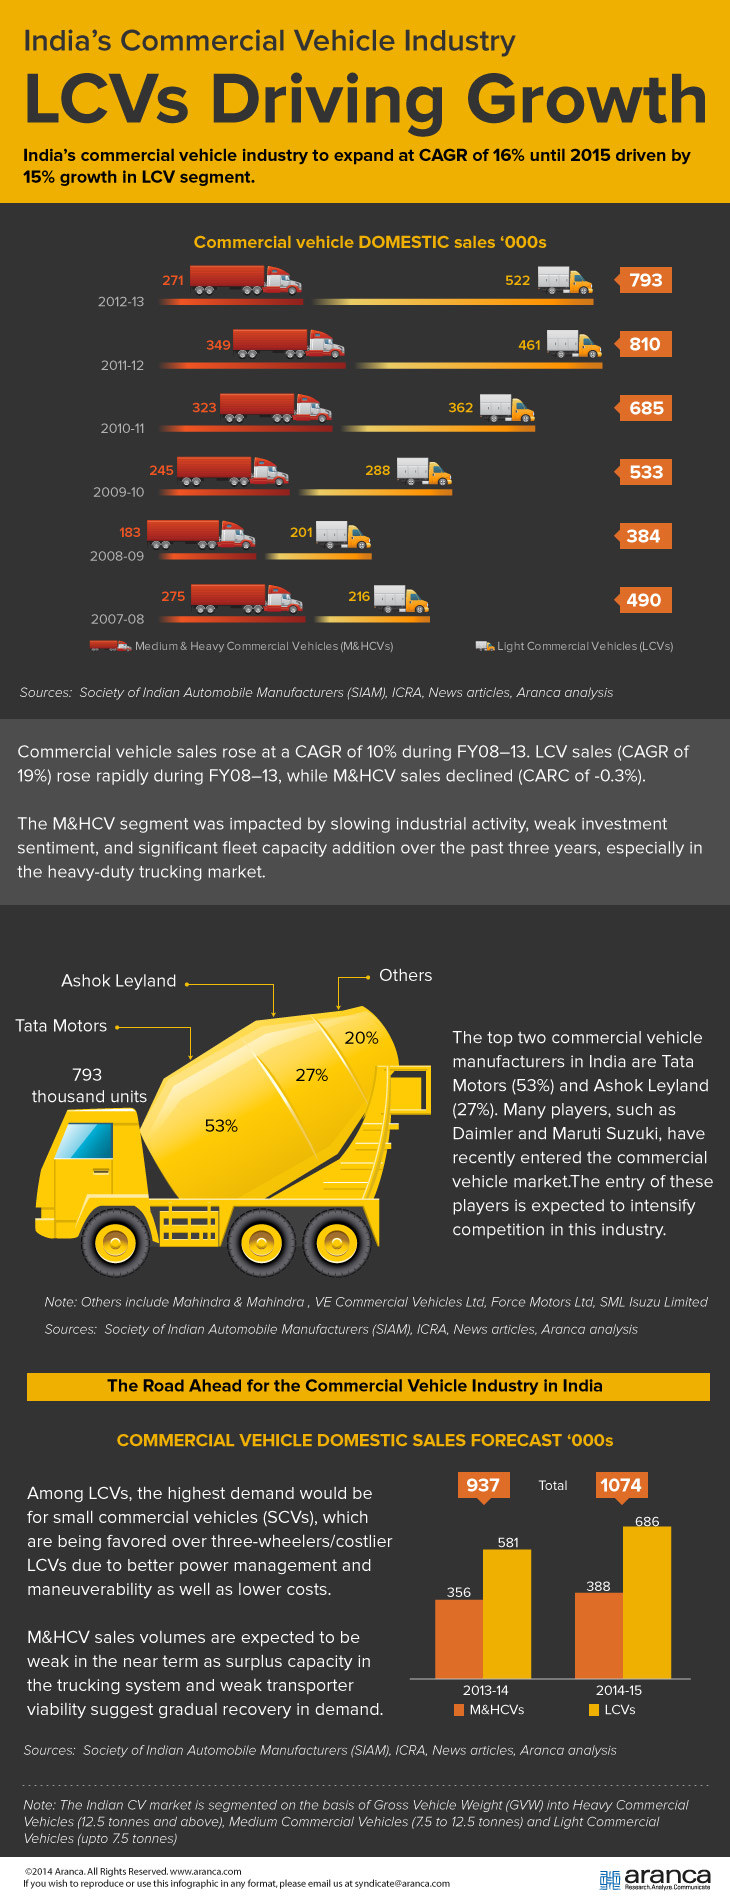 India's Commercial Vehicle Industry
LCVs Driving Growth
India's commercial vehicle industry to expand at CAGR of 16% until 2015 driven by
15% growth in LCV segment.
Commercial vehicle DOMESTIC sales ‘000s
271 522 793
2012-13
349 461 810
2011-12
323 362 685
2010-11
245 288 533
2009-10
183 201 384
2008-09
275 216 490
2007-08
Medium & Heavy Commercial Vehicles (M&HCVs) Light Commercial Vehicles (LCVs)
Sources: Society of Indian Automobile Manufacturers (SIAM), ICRA, News articles, Aranca analysis
Commercial vehicle sales rose at a CAGR of 10% during FY08–13. LCV sales (CAGR of
19%) rose rapidly during FY08–13, while M&HCV sales declined (CARC of -0.3%).
The M&HCV segment was impacted by slowing industrial activity, weak investment
sentiment, and significant fleet capacity addition over the past three years, especially in
the heavy-duty trucking market.
Ashok Leyland
Others
Tata Motors
793
thousand units
53%
27%
20%
The top two commercial vehicle
manufacturers in India are Tata
Motors (53%) and Ashok Leyland
(27%). Many players, such as
Daimler and Maruti Suzuki, have
recently entered the commercial
vehicle market.The entry of these
players is expected to intensify
competition in this industry.
Note: Others include Mahindra & Mahindra , VE Commercial Vehicles Ltd, Force Motors Ltd, SML Isuzu Limited
Sources: Society of Indian Automobile Manufacturers (SIAM), ICRA, News articles, Aranca analysis
The Road Ahead for the Commercial Vehicle Industry in India
COMMERCIAL VEHICLE DOMESTIC SALES FORECAST ‘000s
Among LCVs, the highest demand would be
for small commercial vehicles (SCVs), which
are being favored over three-wheelers/costlier
LCVs due to better power management and
maneuverability as well as lower costs.
M&HCV sales volumes are expected to be
weak in the near term as surplus capacity in
the trucking system and weak transporter
viability suggest gradual recovery in demand.
937 Total 1074
356 581 388 686
2013-14 2014-15
M&HCVs LCVs
Sources: Society of Indian Automobile Manufacturers (SIAM), ICRA, News articles, Aranca analysis
Note: The Indian CV market is segmented on the basis of Gross Vehicle Weight (GVW) into Heavy Commercial
Vehicles (12.5 tonnes and above), Medium Commercial Vehicles (7.5 to 12.5 tonnes) and Light Commercial
Vehicles (upto 7.5 tonnes)
©2014 Aranca. All Rights Reserved. www.aranca.com
If you wish to reproduce or use this infographic in any format, please email us at syndicate@aranca.com
aranca
Research.Analyze.Communicate